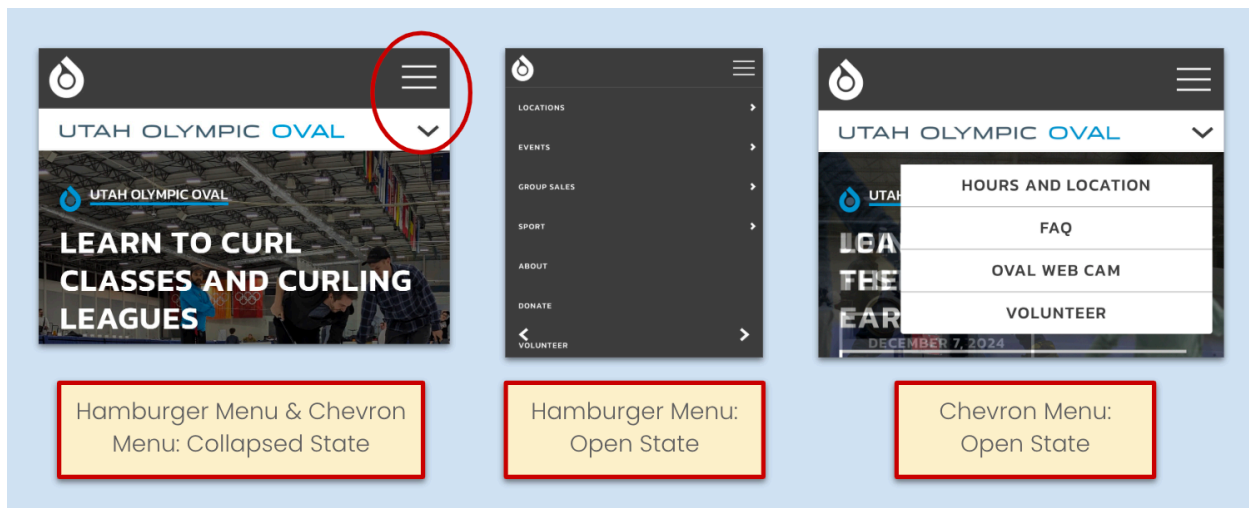 UTAH OLYMPIC OVAL
UTAH OLYMPIC OVAL
LEARN TO CURL
CLASSES AND CURLING
LEAGUES
Hamburger Menu & Chevron
Menu: Collapsed State
LOCATIONS
EVENTS
GROUP SALES
SPORT
ABOUT
DONATE
VOLUNTEER
Hamburger Menu:
Open State
UTAH OLYMPIC OVAL
HOURS AND LOCATION
FAQ
OVAL WEB CAM
VOLUNTEER
DECEMBER 7, 2024
Chevron Menu:
Open State